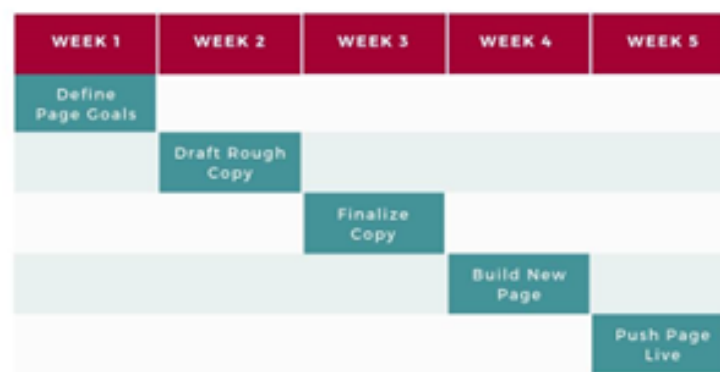 WEEK 1 WEEK 2 WEEK 3 WEEK 4 WEEK 5
Define
Page Goals
Draft Rough
Copy
Finalize
Copy
Build New
Page
Push Page
Live